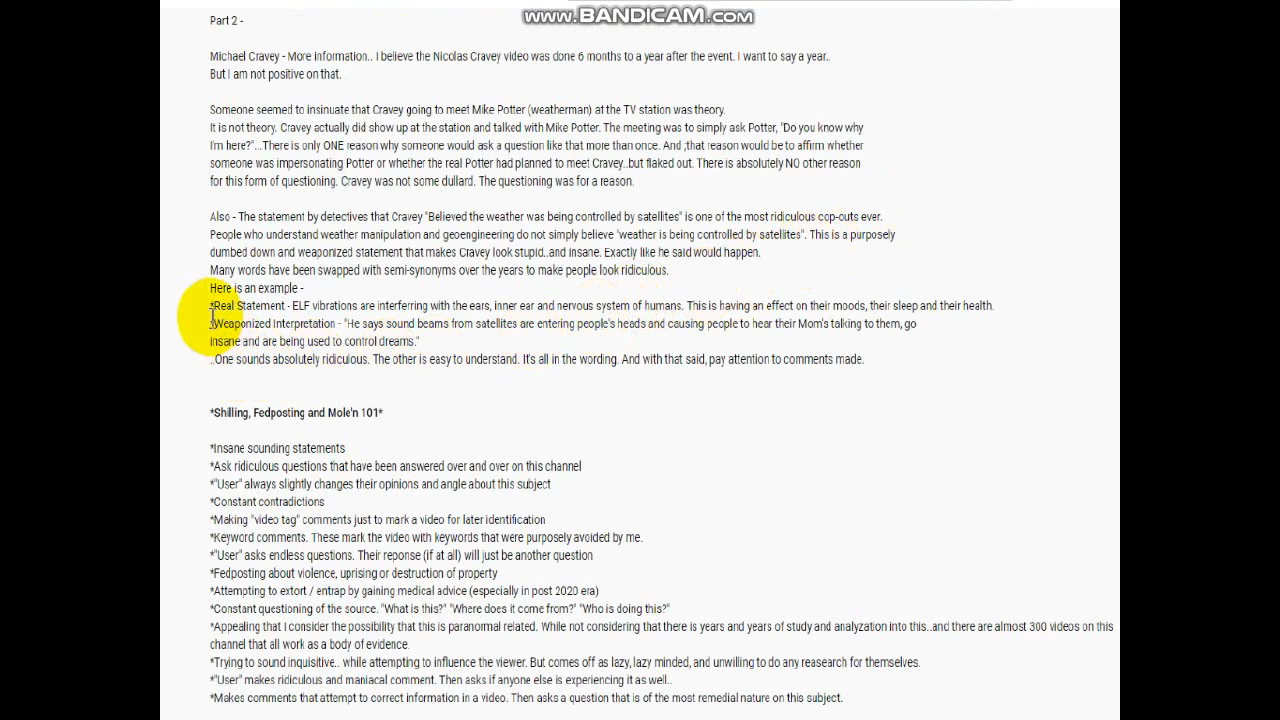 www.BANDICAM.com
Part 2 -
Michael Cravey - More information.. I believe the Nicolas Cravey video was done 6 months to a year after the event. I want to say a year..
But I am not positive on that.
Someone seemed to insinuate that Cravey going to meet Mike Potter (weatherman) at the TV station was theory.
It is not theory. Cravey actually did show up at the station and talked with Mike Potter. The meeting was to simply ask Potter, "Do you know why
I'm here?"...There is only ONE reason why someone would ask a question like that more than once. And ;that reason would be to affirm whether
someone was impersonating Potter or whether the real Potter had planned to meet Cravey..but flaked out. There is absolutely NO other reason
for this form of questioning. Cravey was not some dullard. The questioning was for a reason.
Also - The statement by detectives that Cravey "Believed the weather was being controlled by satellites" is one of the most ridiculous cop-outs ever.
People who understand weather manipulation and geoengineering do not simply believe "weather is being controlled by satellites". This is a purposely
dumbed down and weaponized statement that makes Cravey look stupid..and insane. Exactly like he said would happen.
Many words have been swapped with semi-synonyms over the years to make people look ridiculous.
Here is an example -
*Real Statement - ELF vibrations are interferring with the ears, inner ear and nervous system of humans. This is having an effect on their moods, their sleep and their health.
*Weaponized Interpretation - "He says sound beams from satellites are entering people's heads and causing people to hear their Mom's talking to them, go
insane and are being used to control dreams."
..One sounds absolutely ridiculous. The other is easy to understand. It's all in the wording. And with that said, pay attention to comments made.
*Shilling, Fedposting and Mole'n 101*
*Insane sounding statements
*Ask ridiculous questions that have been answered over and over on this channel
*"User" always slightly changes their opinions and angle about this subject
*Constant contradictions
*Making "video tag" comments just to mark a video for later identification
*Keyword comments. These mark the video with keywords that were purposely avoided by me.
*"User" asks endless questions. Their reponse (if at all) will just be another question
*Fedposting about violence, uprising or destruction of property
*Attempting to extort / entrap by gaining medical advice (especially in post 2020 era)
*Constant questioning of the source. "What is this?" "Where does it come from?" "Who is doing this?"
*Appealing that I consider the possibility that this is paranormal related. While not considering that there is years and years of study and analyzation into this..and there are almost 300 videos on this
channel that all work as a body of evidence.
*Trying to sound inquisitive.. while attempting to influence the viewer. But comes off as lazy, lazy minded, and unwilling to do any reasearch for themselves.
*"User" makes ridiculous and maniacal comment. Then asks if anyone else is experiencing it as well..
*Makes comments that attempt to correct information in a video. Then asks a question that is of the most remedial nature on this subject.